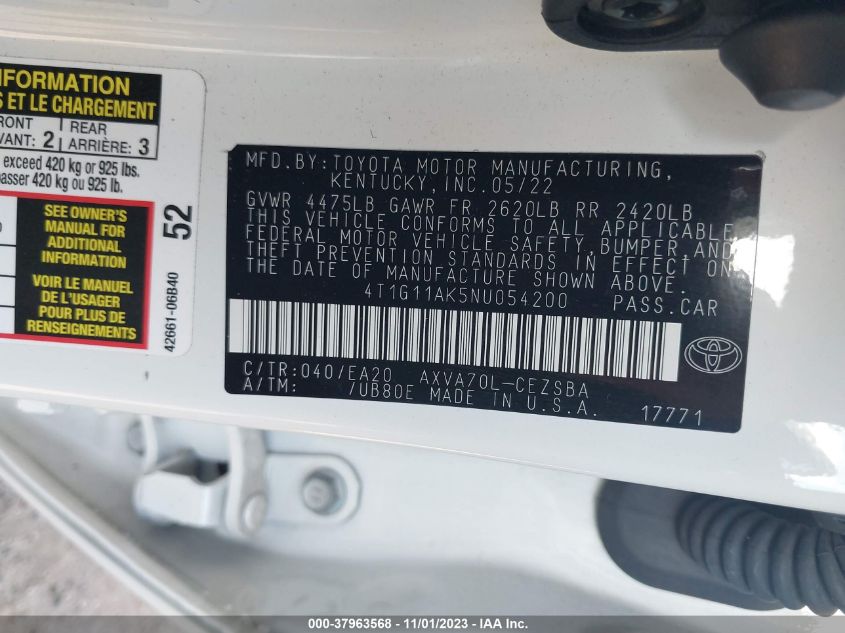 INFORMATION
S ET LE CHARGEMENT
FRONT
VANT: 2
REAR
ARRIÈRE: 3
exceed 420 kg or 925 lbs.
passer 420 kg ou 925 lb.
SEE OWNER'S
MANUAL FOR
ADDITIONAL
INFORMATION
VOIR LE MANUEL
DE L'USAGER
POUR PLUS DE
RENSEIGNEMENTS
52
42661-06B40
MFD.BY:TOYOTA MOTOR MANUFACTURING,
KENTUCKY, INC.05/22
GVWR 4475LB GAWR FR 2620LB RR 2420LB
THIS VEHICLE CONFORMS TO ALL APPLICABLE
FEDERAL MOTOR VEHICLE SAFETY, BUMPER, AND
THEFT PREVENTION STANDARDS IN EFFECT ON
THE DATE OF MANUFACTURE SHOWN ABOVE.
4T1G11AK5NU054200 PASS.CAR
C/TR:040/EA20 AXVA70L-CEZSBA
A/TM: /UB80E MADE IN U.S.A. 17771
000-37963568 - 11/01/2023 - IAA Inc.